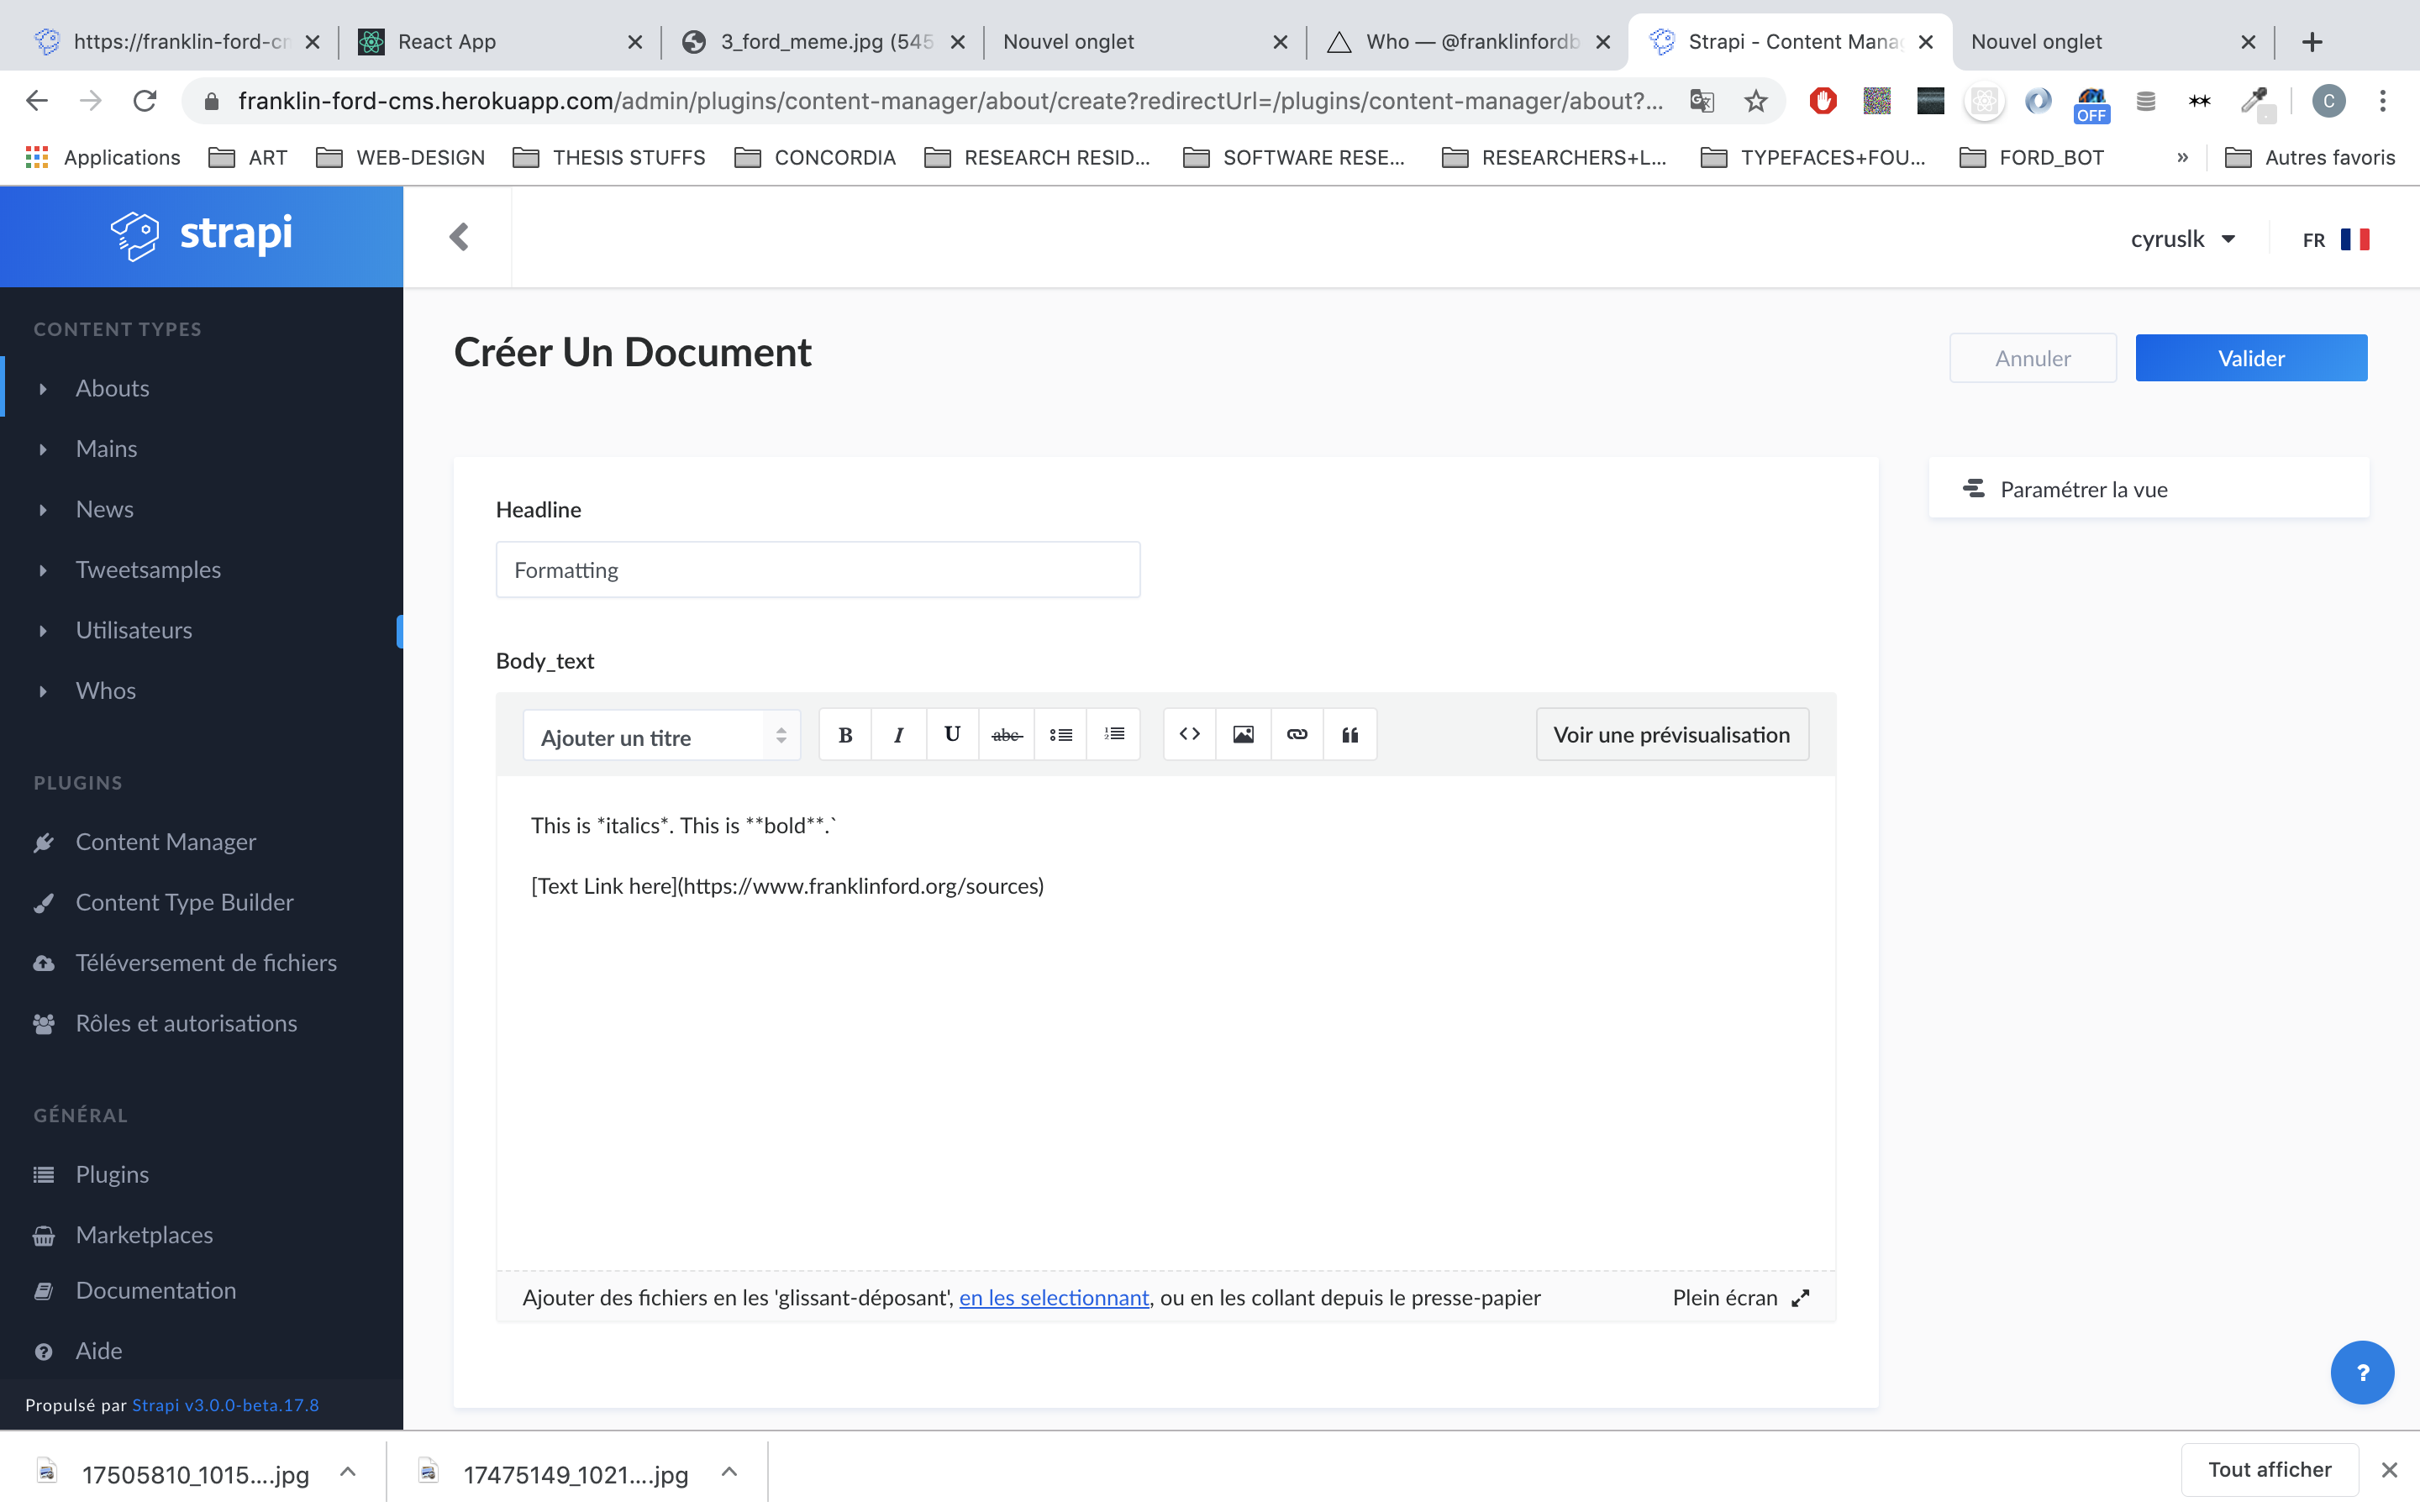 https://franklin-ford-cm
React App
3_ford_meme.jpg (545
Nouvel onglet
Who — @franklinfordb
Strapi - Content Mana
Nouvel onglet
franklin-ford-cms.herokuapp.com/admin/plugins/content-manager/about/create?redirectUrl=/plugins/content-manager/about?...
OFF
C
Applications
ART
WEB-DESIGN
THESIS STUFFS
CONCORDIA
RESEARCH RESID...
SOFTWARE RESE...
RESEARCHERS+L...
TYPEFACES+FOU...
FORD_BOT
»
Autres favoris
strapi
cyruslk
FR
CONTENT TYPES
Abouts
Mains
News
Tweetsamples
Utilisateurs
Whos
PLUGINS
Content Manager
Content Type Builder
Téléversement de fichiers
Rôles et autorisations
GÉNÉRAL
Plugins
Marketplaces
Documentation
Aide
Propulsé par Strapi v3.0.0-beta.17.8
Créer Un Document
Annuler
Valider
Paramétrer la vue
Headline
Formatting
Body_text
Ajouter un titre
B I U abc
Voir une prévisualisation
This is *italics*. This is **bold**.`
[Text Link here](https://www.franklinford.org/sources)
Ajouter des fichiers en les 'glissant-déposant', en les selectionnant, ou en les collant depuis le presse-papier
Plein écran
?
17505810_1015....jpg
17475149_1021....jpg
Tout afficher